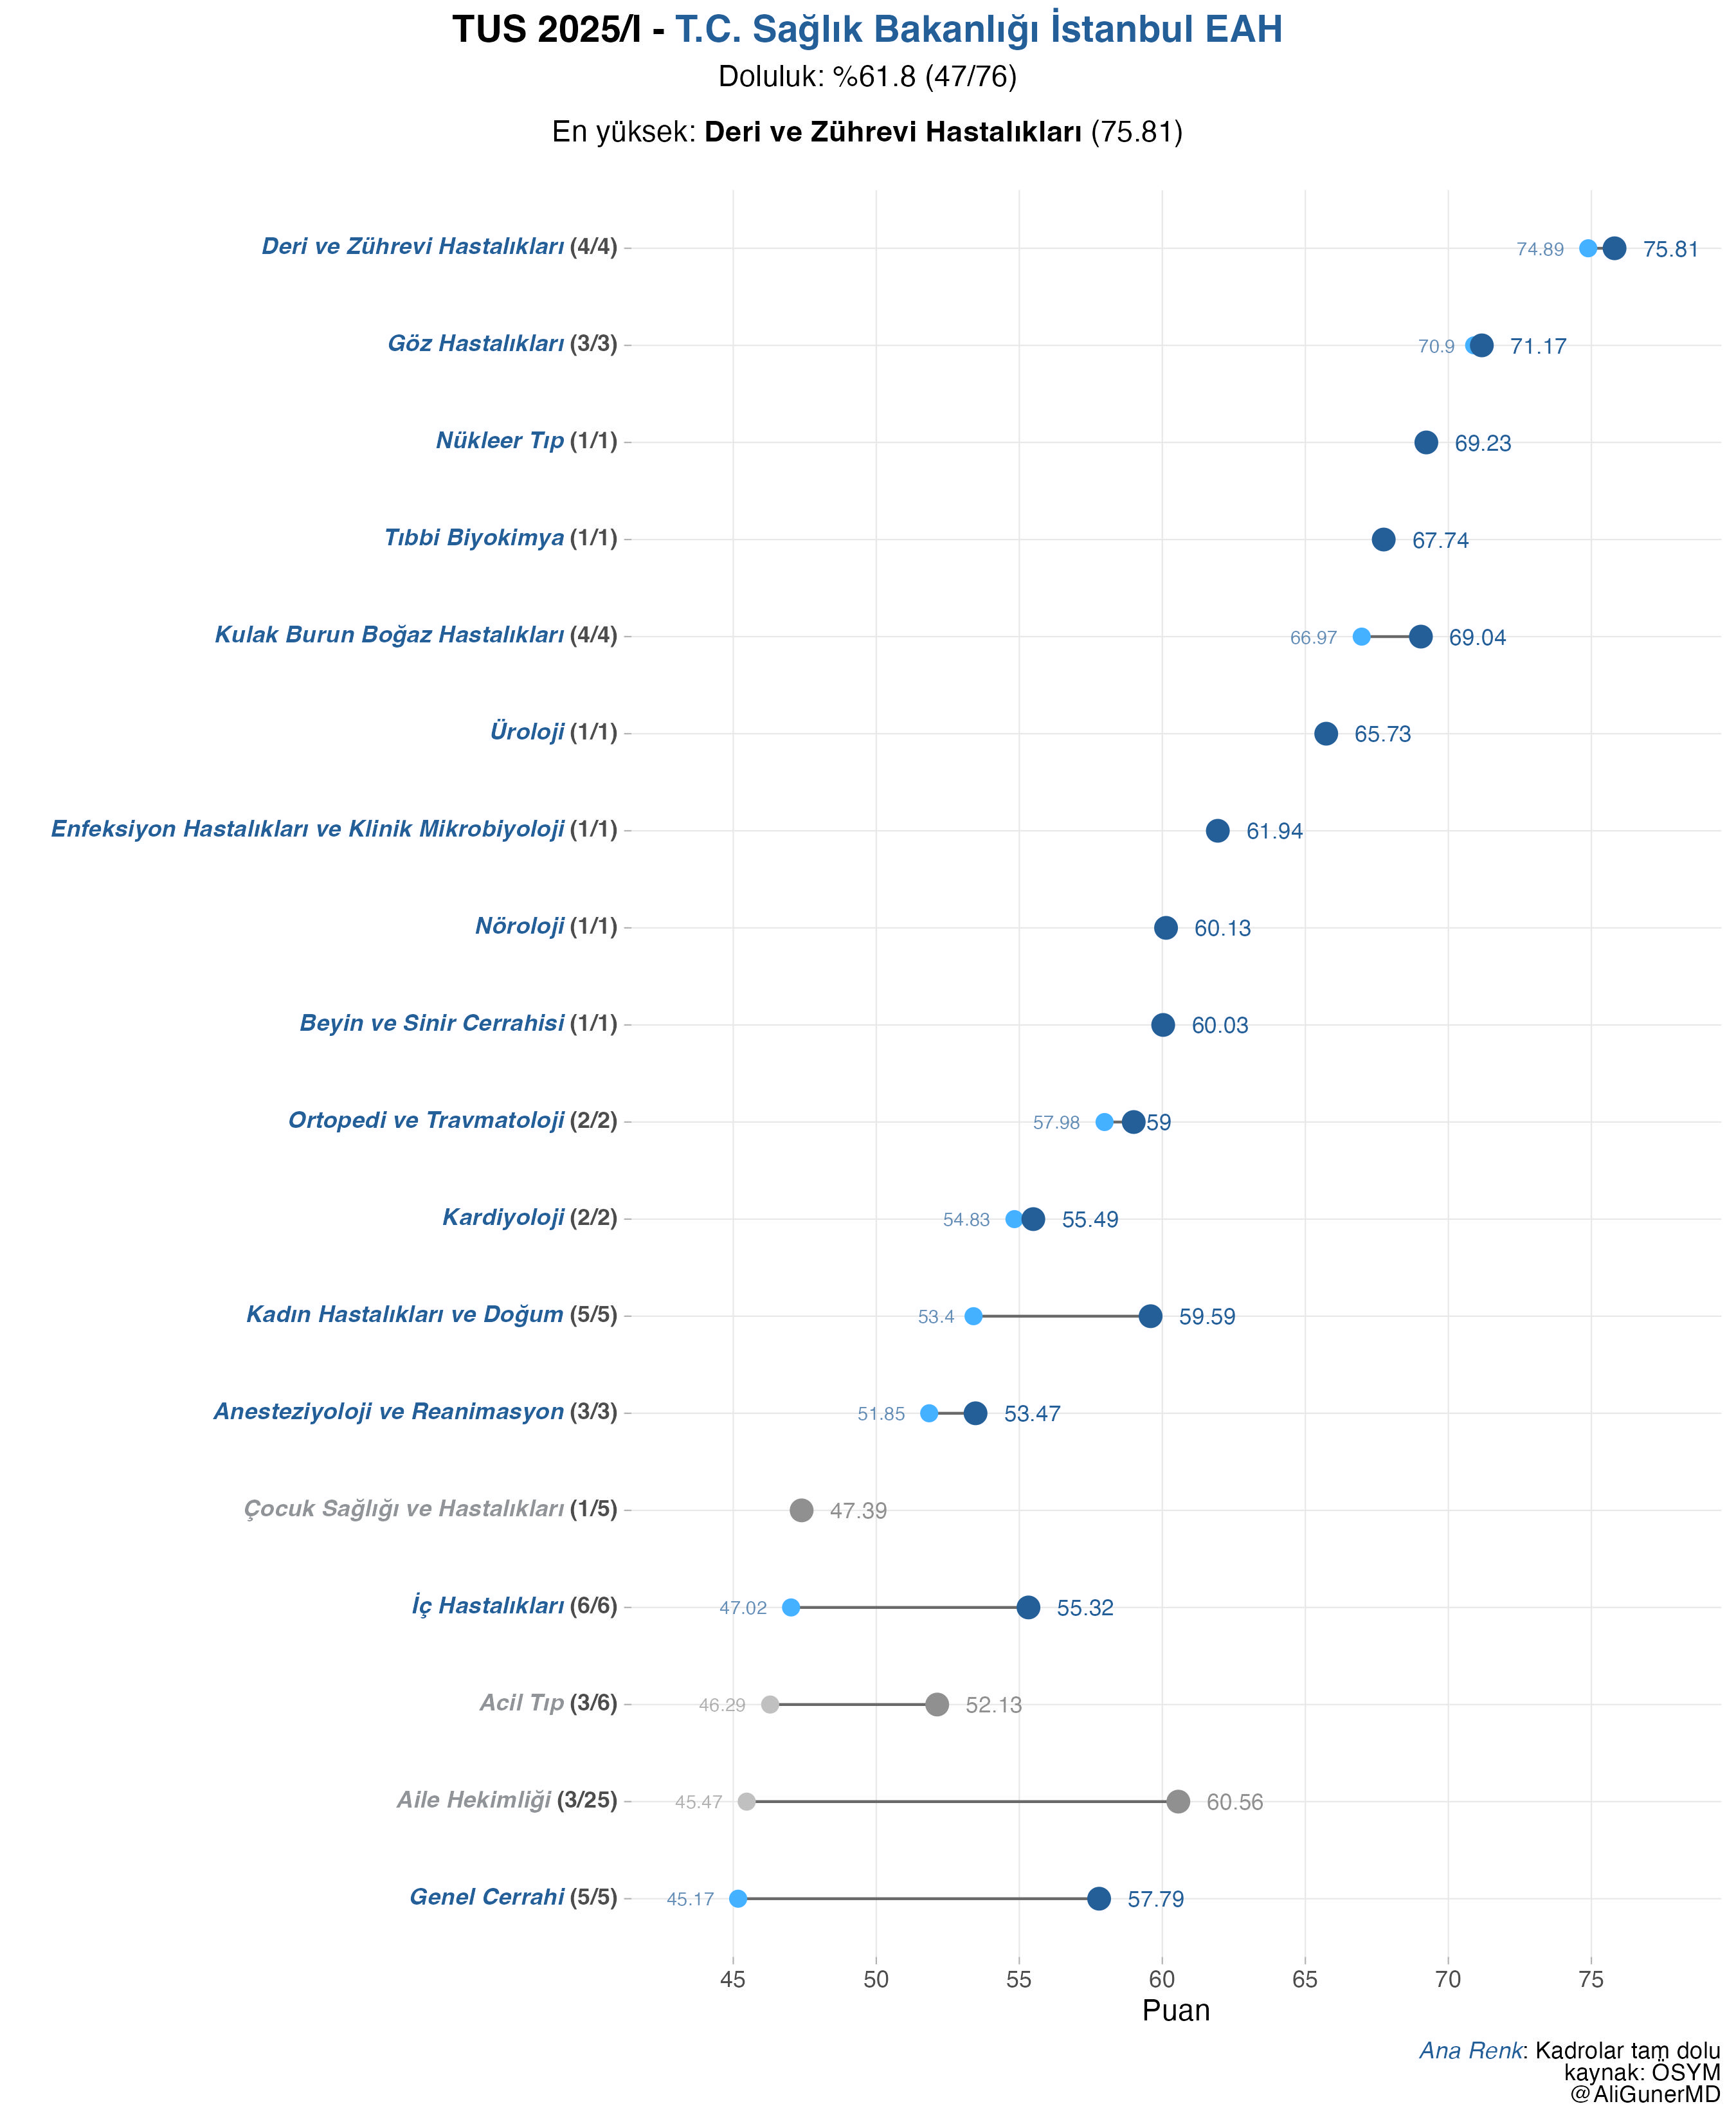 TUS 2025/I - T.C. Sağlık Bakanlığı İstanbul EAH
Doluluk: %61.8 (47/76)
En yüksek: Deri ve Zührevi Hastalıkları (75.81)
Deri ve Zührevi Hastalıkları (4/4) 74.89 75.81
Göz Hastalıkları (3/3) 70.9 71.17
Nükleer Tıp (1/1) 69.23
Tıbbi Biyokimya (1/1) 67.74
Kulak Burun Boğaz Hastalıkları (4/4) 66.97 69.04
Üroloji (1/1) 65.73
Enfeksiyon Hastalıkları ve Klinik Mikrobiyoloji (1/1) 61.94
Nöroloji (1/1) 60.13
Beyin ve Sinir Cerrahisi (1/1) 60.03
Ortopedi ve Travmatoloji (2/2) 57.98 59
Kardiyoloji (2/2) 54.83 55.49
Kadın Hastalıkları ve Doğum (5/5) 53.4 59.59
Anesteziyoloji ve Reanimasyon (3/3) 51.85 53.47
Çocuk Sağlığı ve Hastalıkları (1/5) 47.39
İç Hastalıkları (6/6) 47.02 55.32
Acil Tıp (3/6) 46.29 52.13
Aile Hekimliği (3/25) 45.47 60.56
Genel Cerrahi (5/5) 45.17 57.79
45 50 55 60 65 70 75
Puan
Ana Renk: Kadrolar tam dolu
kaynak: ÖSYM
@AliGunerMD